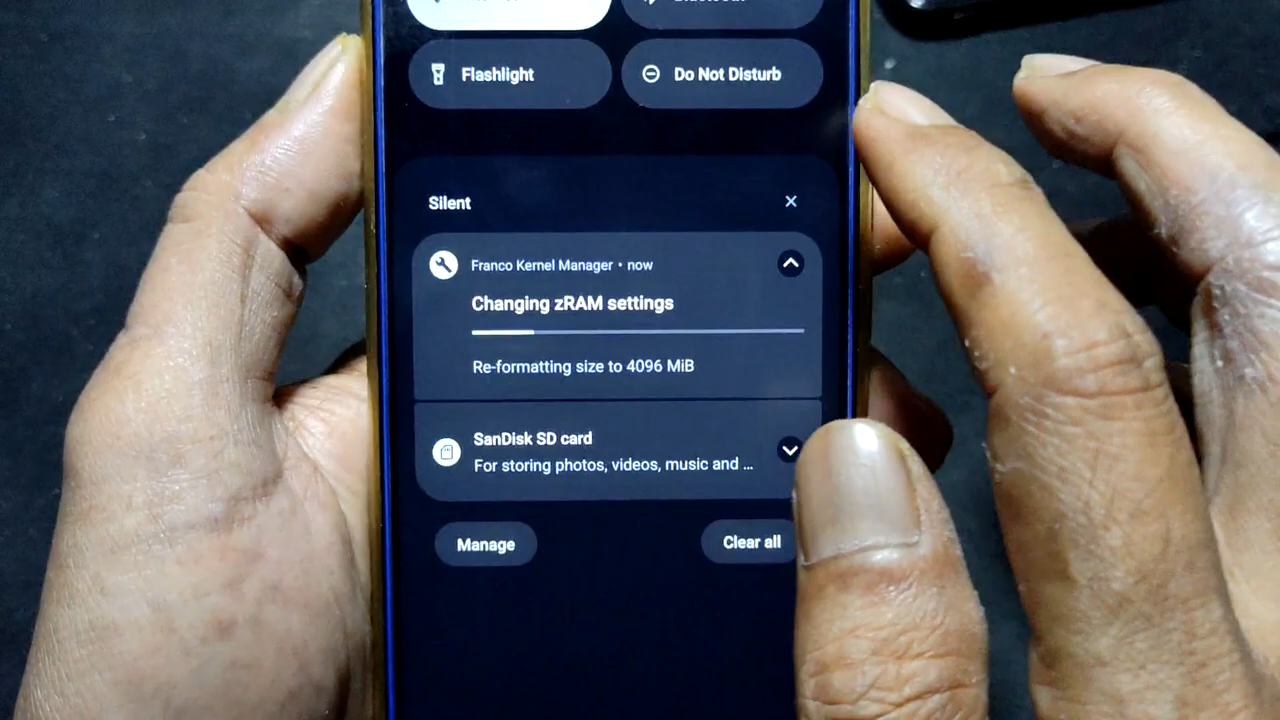 Flashlight
Do Not Disturb
Silent
Franco Kernel Manager • now
Changing zRAM settings
Re-formatting size to 4096 MiB
SanDisk SD card
For storing photos, videos, music and ...
Manage
Clear all